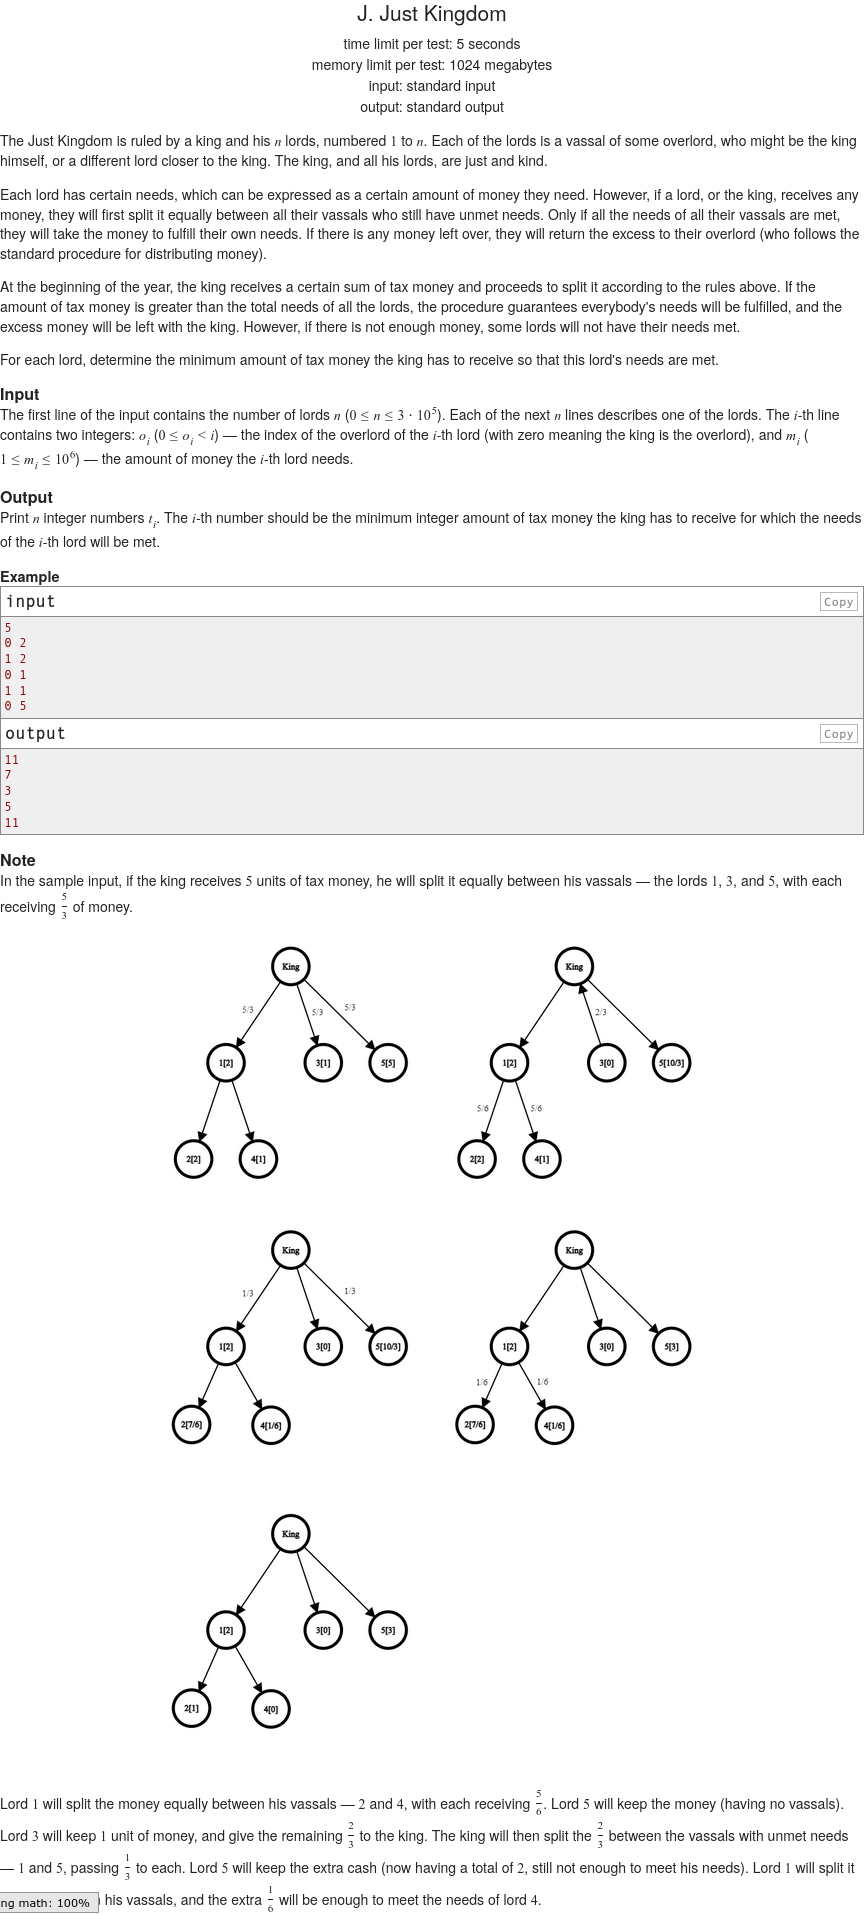 J. Just Kingdom
time limit per test: 5 seconds
memory limit per test: 1024 megabytes
input: standard input
output: standard output
The Just Kingdom is ruled by a king and his n lords, numbered 1 to n. Each of the lords is a vassal of some overlord, who might be the king
himself, or a different lord closer to the king. The king, and all his lords, are just and kind.
Each lord has certain needs, which can be expressed as a certain amount of money they need. However, if a lord, or the king, receives any
money, they will first split it equally between all their vassals who still have unmet needs. Only if all the needs of all their vassals are met,
they will take the money to fulfill their own needs. If there is any money left over, they will return the excess to their overlord (who follows the
standard procedure for distributing money).
At the beginning of the year, the king receives a certain sum of tax money and proceeds to split it according to the rules above. If the
amount of tax money is greater than the total needs of all the lords, the procedure guarantees everybody's needs will be fulfilled, and the
excess money will be left with the king. However, if there is not enough money, some lords will not have their needs met.
For each lord, determine the minimum amount of tax money the king has to receive so that this lord's needs are met.
Input
The first line of the input contains the number of lords n (0 ≤ n ≤ 3 · 10^5). Each of the next n lines describes one of the lords. The i-th line
contains two integers: o_i (0 ≤ o_i < i) — the index of the overlord of the i-th lord (with zero meaning the king is the overlord), and m_i (
1 ≤ m_i ≤ 10^6) — the amount of money the i-th lord needs.
Output
Print n integer numbers t_i. The i-th number should be the minimum integer amount of tax money the king has to receive for which the needs
of the i-th lord will be met.
Example
input Copy
5
0 2
1 2
0 1
1 1
0 5
output Copy
11
7
3
5
11
Note
In the sample input, if the king receives 5 units of tax money, he will split it equally between his vassals — the lords 1, 3, and 5, with each
receiving 5/3 of money.
King King
5/3 5/3 5/3 2/3
1[2] 3[1] 5[5] 1[2] 3[0] 5[10/3]
5/6 5/6
2[2] 4[1] 2[2] 4[1]
King King
1/3 1/3
1[2] 3[0] 5[10/3] 1[2] 3[0] 5[3]
1/6 1/6
2[7/6] 4[1/6] 2[7/6] 4[1/6]
King
1[2] 3[0] 5[3]
2[1] 4[0]
Lord 1 will split the money equally between his vassals — 2 and 4, with each receiving 5/6. Lord 5 will keep the money (having no vassals).
Lord 3 will keep 1 unit of money, and give the remaining 2/3 to the king. The king will then split the 2/3 between the vassals with unmet needs
— 1 and 5, passing 1/3 to each. Lord 5 will keep the extra cash (now having a total of 2, still not enough to meet his needs). Lord 1 will split it
ng math: 100% his vassals, and the extra 1/6 will be enough to meet the needs of lord 4.